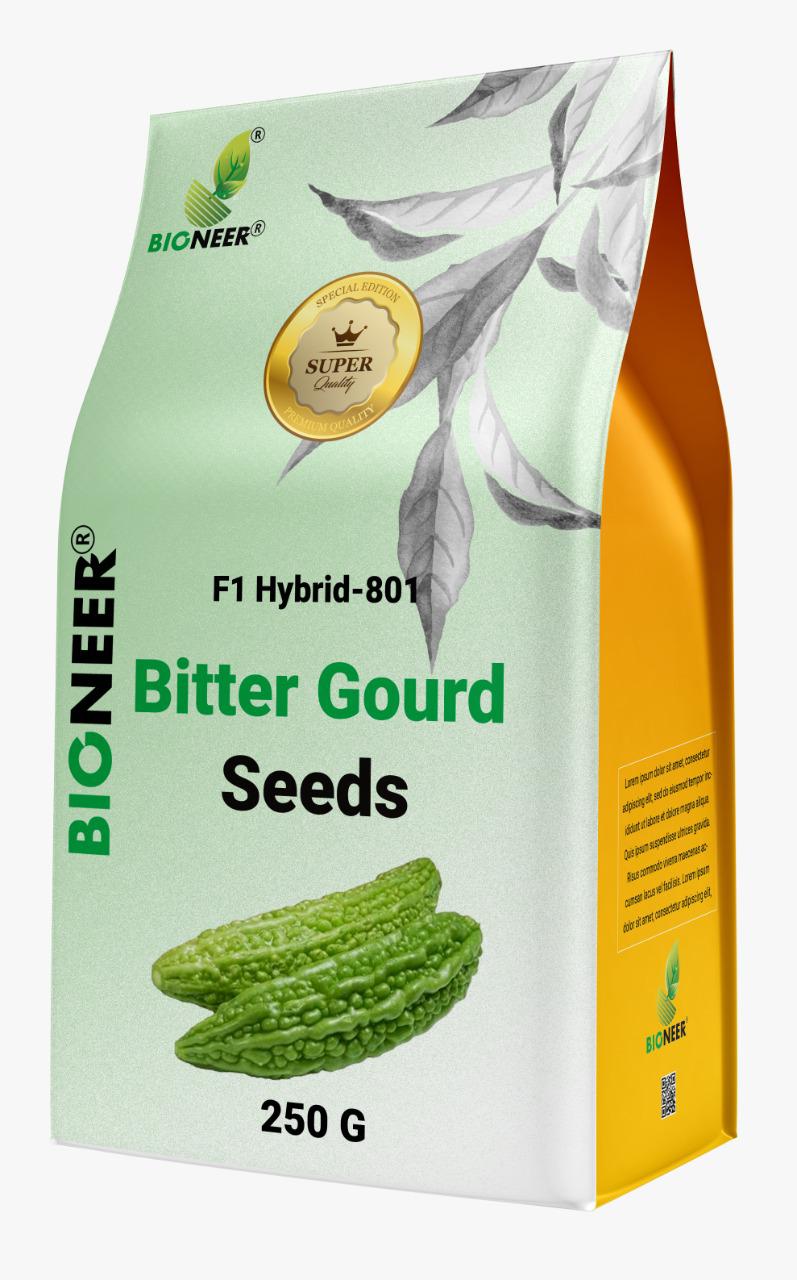 ®
BIONEER®
SPECIAL EDITION
SUPER
Quality
PREMIUM QUALITY
BIONEER®
F1 Hybrid-801
Bitter Gourd
Seeds
250 G
Lorem ipsum dolor sit amet, consectetur
adipiscing elit, sed do eiusmod tempor inc-
ididunt ut labore et dolore magna aliqua.
Quis ipsum suspendisse ultrices gravida.
Risus commodo viverra maecenas ac-
cumsan lacus vel facilisis. Lorem ipsum
dolor sit amet, consectetur adipiscing elit,
BIONEER®